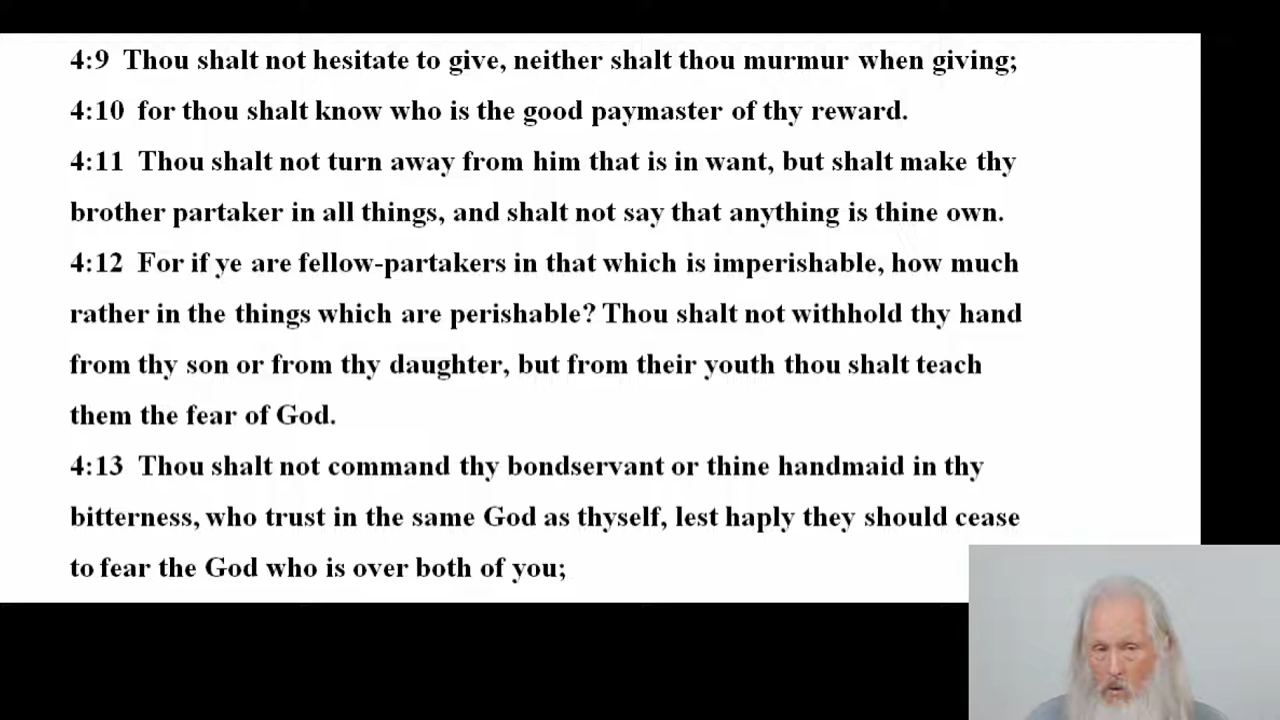 4:9 Thou shalt not hesitate to give, neither shalt thou murmur when giving;
4:10 for thou shalt know who is the good paymaster of thy reward.
4:11 Thou shalt not turn away from him that is in want, but shalt make thy
brother partaker in all things, and shalt not say that anything is thine own.
4:12 For if ye are fellow-partakers in that which is imperishable, how much
rather in the things which are perishable? Thou shalt not withhold thy hand
from thy son or from thy daughter, but from their youth thou shalt teach
them the fear of God.
4:13 Thou shalt not command thy bondservant or thine handmaid in thy
bitterness, who trust in the same God as thyself, lest haply they should cease
to fear the God who is over both of you;